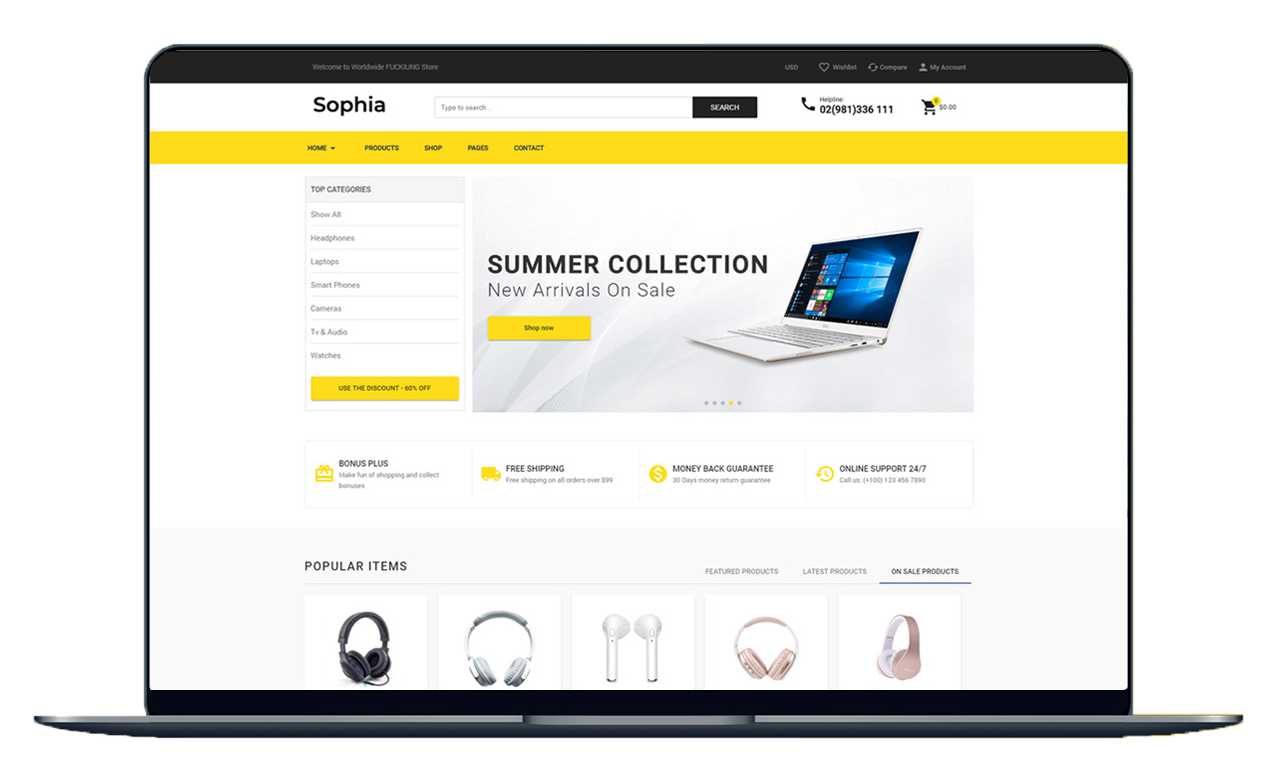 Welcome to Worldwide FUCKIUNG Store
USD
Wishlist
Compare
My Account
Sophia
Type to search...
SEARCH
Helpline:
02(981)336 111
0
$0.00
HOME
PRODUCTS
SHOP
PAGES
CONTACT
TOP CATEGORIES
Show All
Headphones
Laptops
Smart Phones
Cameras
Tv & Audio
Watches
USE THE DISCOUNT - 60% OFF
SUMMER COLLECTION
New Arrivals On Sale
Shop now
BONUS PLUS
Make fun of shopping and collect
bonuses
FREE SHIPPING
Free shipping on all orders over $99
MONEY BACK GUARANTEE
30 Days money return guarantee
ONLINE SUPPORT 24/7
Call us: (+100) 123 456 7890
POPULAR ITEMS
FEATURED PRODUCTS
LATEST PRODUCTS
ON SALE PRODUCTS